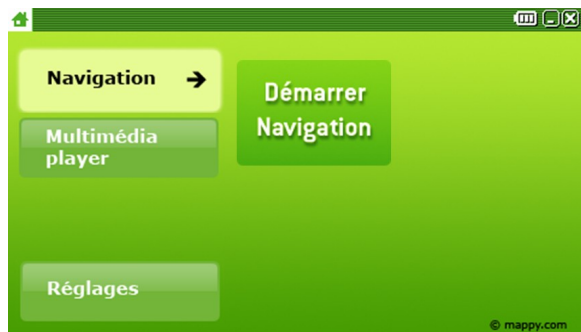 Navigation
Démarrer
Navigation
Multimédia
player
Réglages
© mappy.com